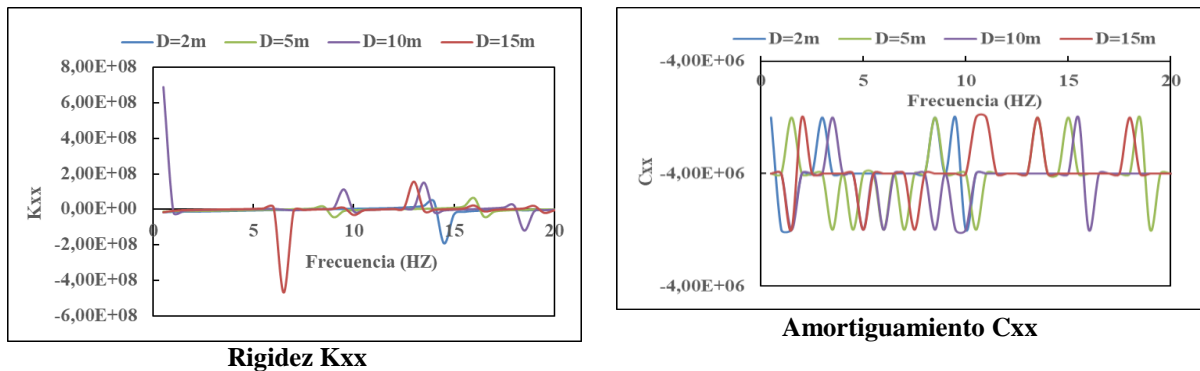 D=2m D=5m D=10m D=15m
8,00E+08
6,00E+08
4,00E+08
2,00E+08
0,00E+00
-2,00E+08
-4,00E+08
-6,00E+08
Kxx
5 10 15 20
Frecuencia (HZ)
Rigidez Kxx
D=2m D=5m D=10m D=15m
-4,00E+06
-4,00E+06
-4,00E+06
Cxx
0 5 10 15 20
Frecuencia (HZ)
Amortiguamiento Cxx